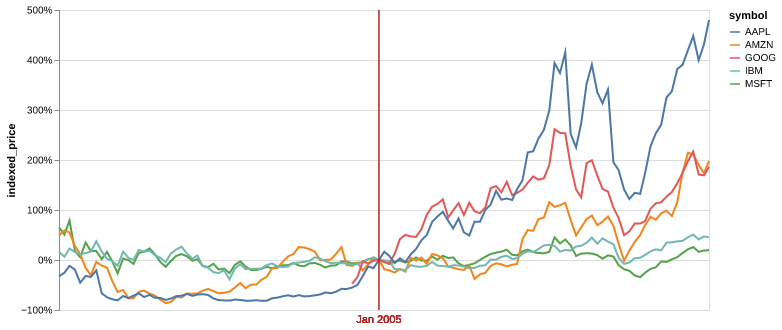 symbol
AAPL
AMZN
GOOG
IBM
MSFT
indexed_price
500%
400%
300%
200%
100%
0%
−100%
Jan 2005